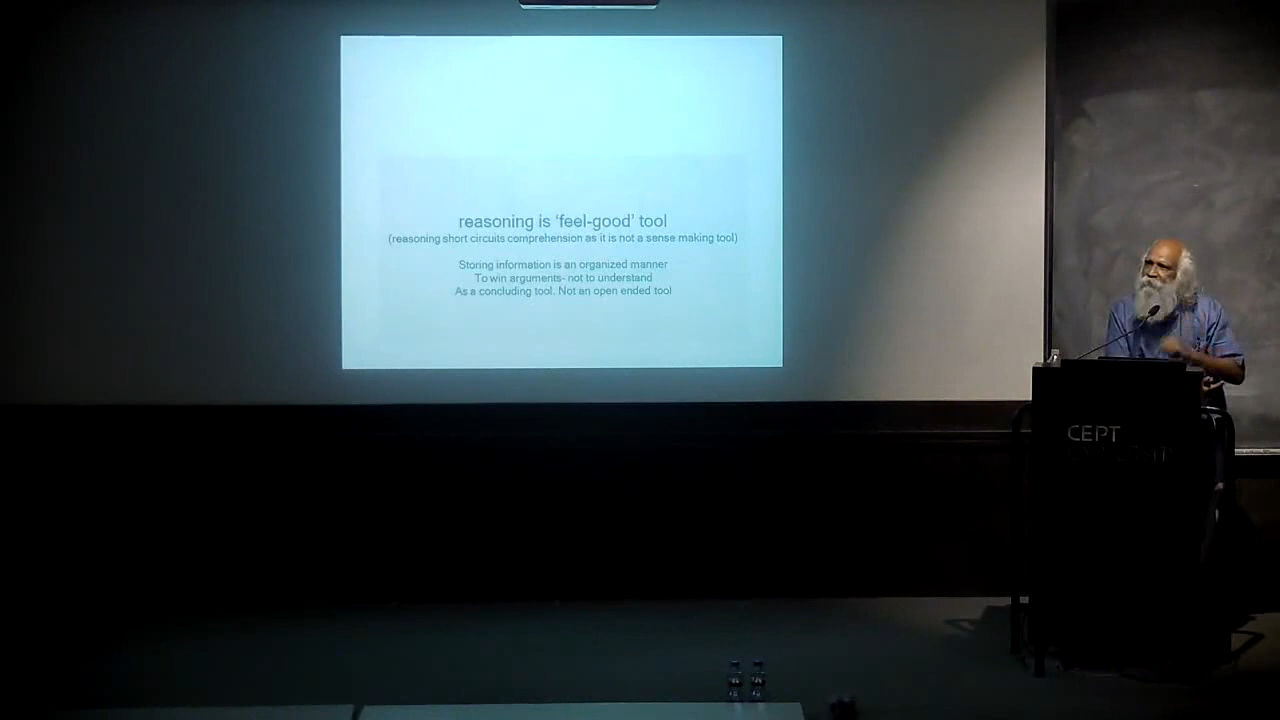 reasoning is 'feel-good' tool
(reasoning short circuits comprehension as it is not a sense making tool)
Storing information is an organized manner
To win arguments- not to understand
As a concluding tool. Not an open ended tool
CEPT